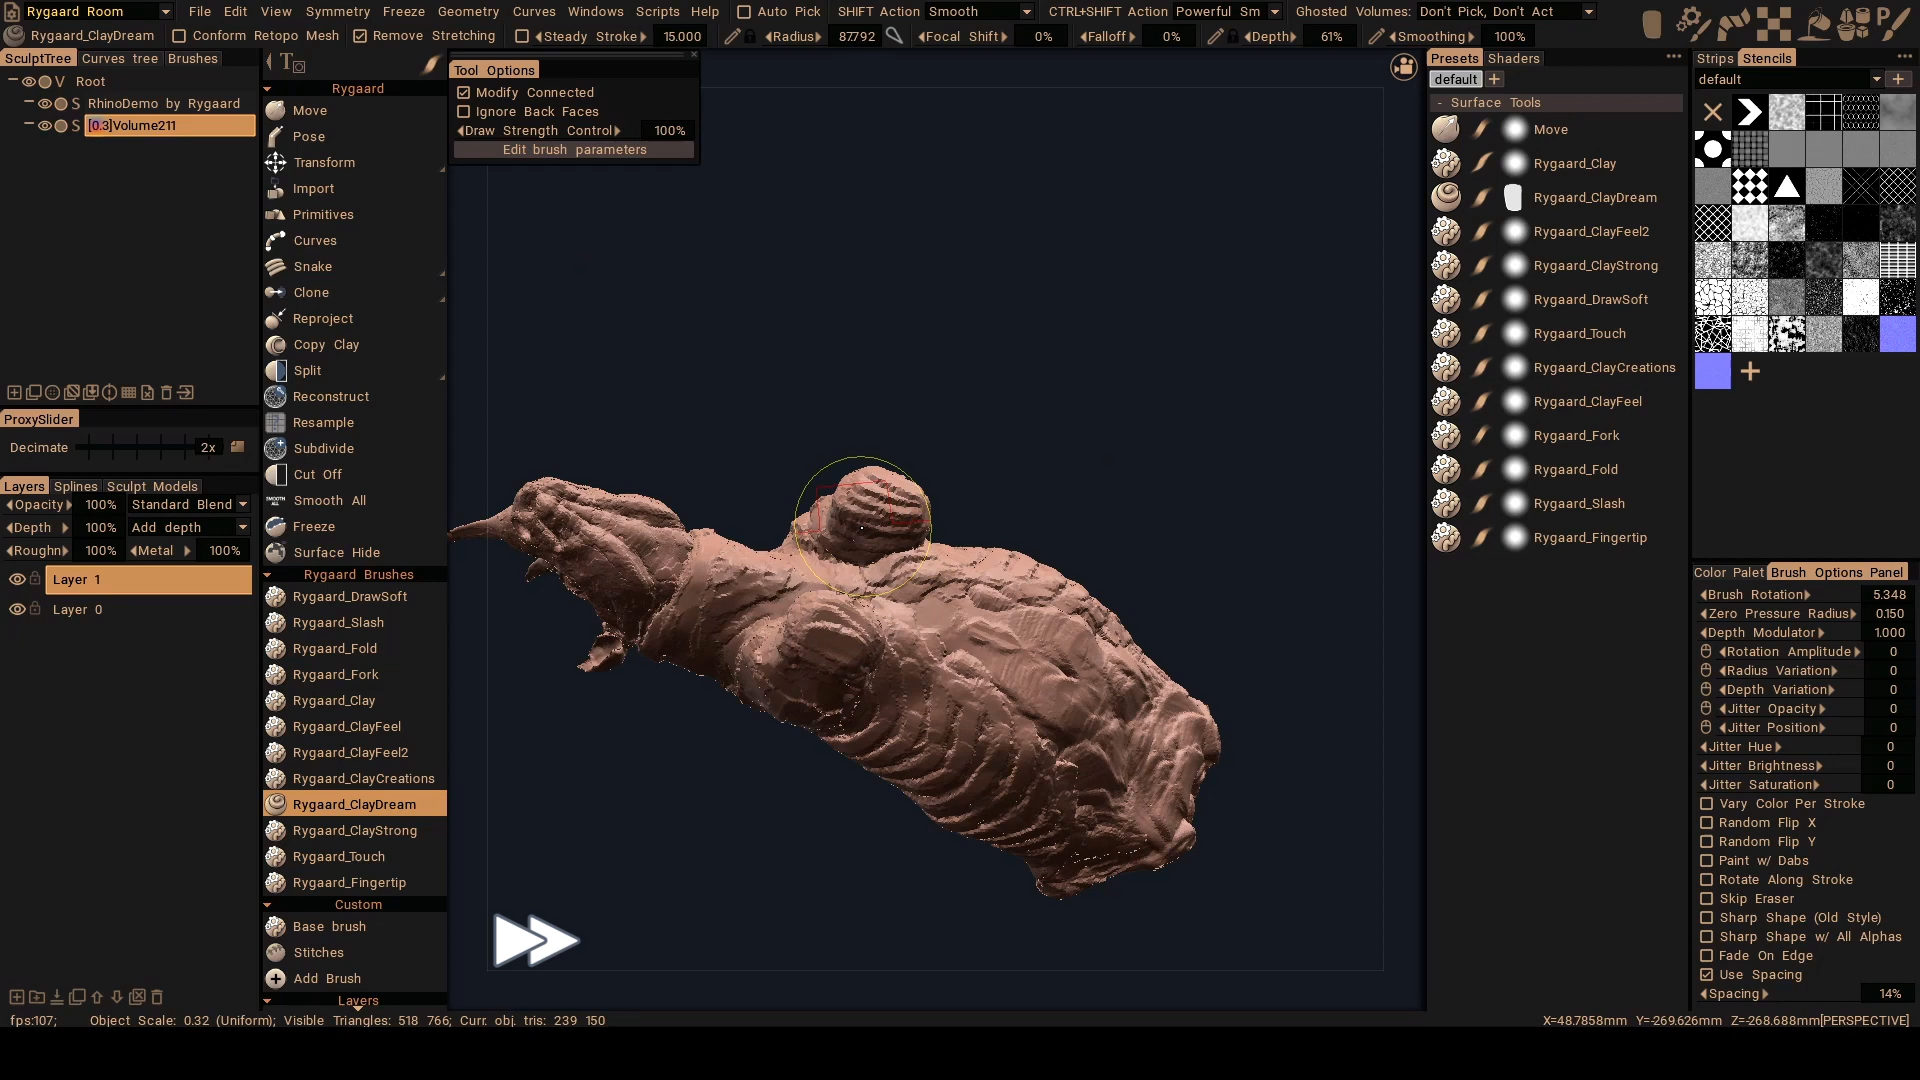 Rygaard Room File Edit View Symmetry Freeze Geometry Curves Windows Scripts Help Auto Pick SHIFT Action Smooth CTRL+SHIFT Action Powerful Sm Ghosted Volumes: Don't Pick, Don't Act
Rygaard_ClayDream Conform Retopo Mesh Remove Stretching Steady Stroke 15.000 Radius 87.792 Focal Shift 0% Falloff 0% Depth 61% Smoothing 100%
SculptTree Curves tree Brushes
V Root
S RhinoDemo by Rygaard
S [0.3]Volume211
ProxySlider
Decimate 2x
Layers Splines Sculpt Models
Opacity 100% Standard Blend
Depth 100% Add depth
Roughn 100% Metal 100%
Layer 1
Layer 0
T
Rygaard
Move
Pose
Transform
Import
Primitives
Curves
Snake
Clone
Reproject
Copy Clay
Split
Reconstruct
Resample
Subdivide
Cut Off
SMOOTH ALL Smooth All
Freeze
Surface Hide
Rygaard Brushes
Rygaard_DrawSoft
Rygaard_Slash
Rygaard_Fold
Rygaard_Fork
Rygaard_Clay
Rygaard_ClayFeel
Rygaard_ClayFeel2
Rygaard_ClayCreations
Rygaard_ClayDream
Rygaard_ClayStrong
Rygaard_Touch
Rygaard_Fingertip
Custom
Base brush
Stitches
Add Brush
Layers
Tool Options
Modify Connected
Ignore Back Faces
Draw Strength Control 100%
Edit brush parameters
Presets Shaders
default +
- Surface Tools
Move
Rygaard_Clay
Rygaard_ClayDream
Rygaard_ClayFeel2
Rygaard_ClayStrong
Rygaard_DrawSoft
Rygaard_Touch
Rygaard_ClayCreations
Rygaard_ClayFeel
Rygaard_Fork
Rygaard_Fold
Rygaard_Slash
Rygaard_Fingertip
Strips Stencils
default
Color Palet Brush Options Panel
Brush Rotation 5.348
Zero Pressure Radius 0.150
Depth Modulator 1.000
Rotation Amplitude 0
Radius Variation 0
Depth Variation 0
Jitter Opacity 0
Jitter Position 0
Jitter Hue 0
Jitter Brightness 0
Jitter Saturation 0
Vary Color Per Stroke
Random Flip X
Random Flip Y
Paint w/ Dabs
Rotate Along Stroke
Skip Eraser
Sharp Shape (Old Style)
Sharp Shape w/ All Alphas
Fade On Edge
Use Spacing
Spacing 14%
fps:107; Object Scale: 0.32 (Uniform); Visible Triangles: 518 766; Curr. obj. tris: 239 150 X=48.7858mm Y=-269.626mm Z=-268.688mm[PERSPECTIVE]